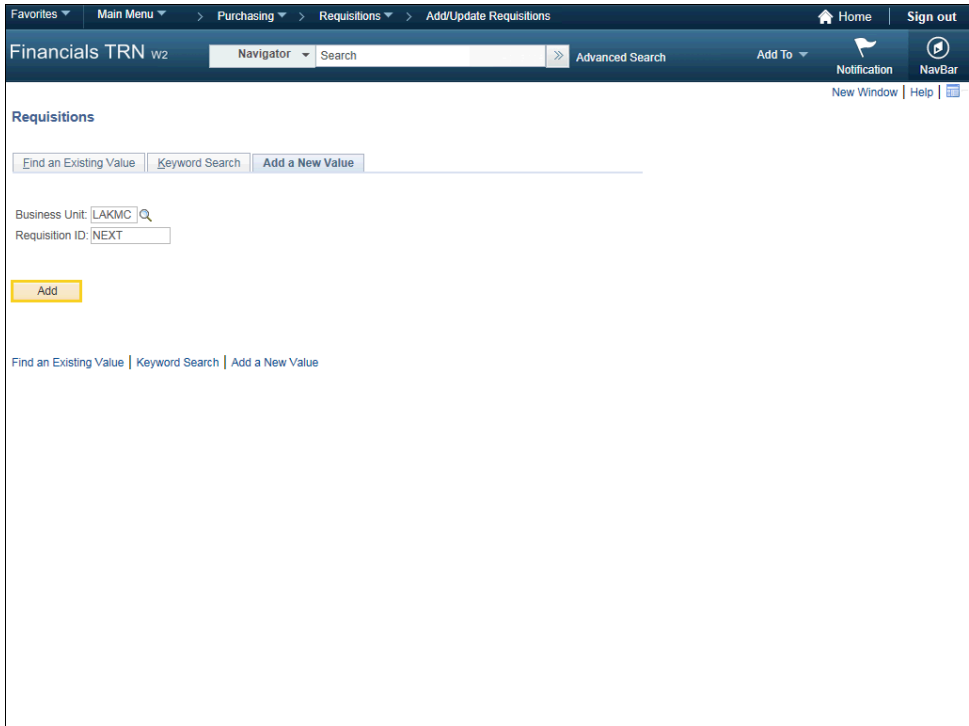 Favorites Main Menu > Purchasing > Requisitions > Add/Update Requisitions Home Sign out
Financials TRN W2 Navigator Search >> Advanced Search Add To Notification NavBar
New Window | Help |
Requisitions
Find an Existing Value Keyword Search Add a New Value
Business Unit: LAKMC
Requisition ID: NEXT
Add
Find an Existing Value | Keyword Search | Add a New Value